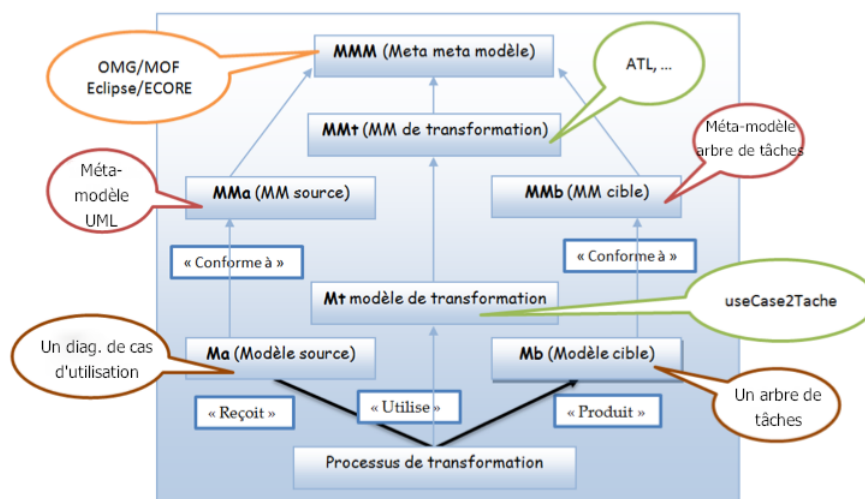 MMM (Meta meta modèle)
OMG/MOF
Eclipse/ECORE
ATL, ...
MMt (MM de transformation)
Méta-modèle
arbre de tâches
Méta-
modèle
UML
MMa (MM source)
MMb (MM cible)
« Conforme à »
« Conforme à »
Mt modèle de transformation
useCase2Tache
Un diag. de cas
d'utilisation
Ma (Modèle source)
Mb (Modèle cible)
Un arbre de
tâches
« Reçoit »
« Utilise »
« Produit »
Processus de transformation